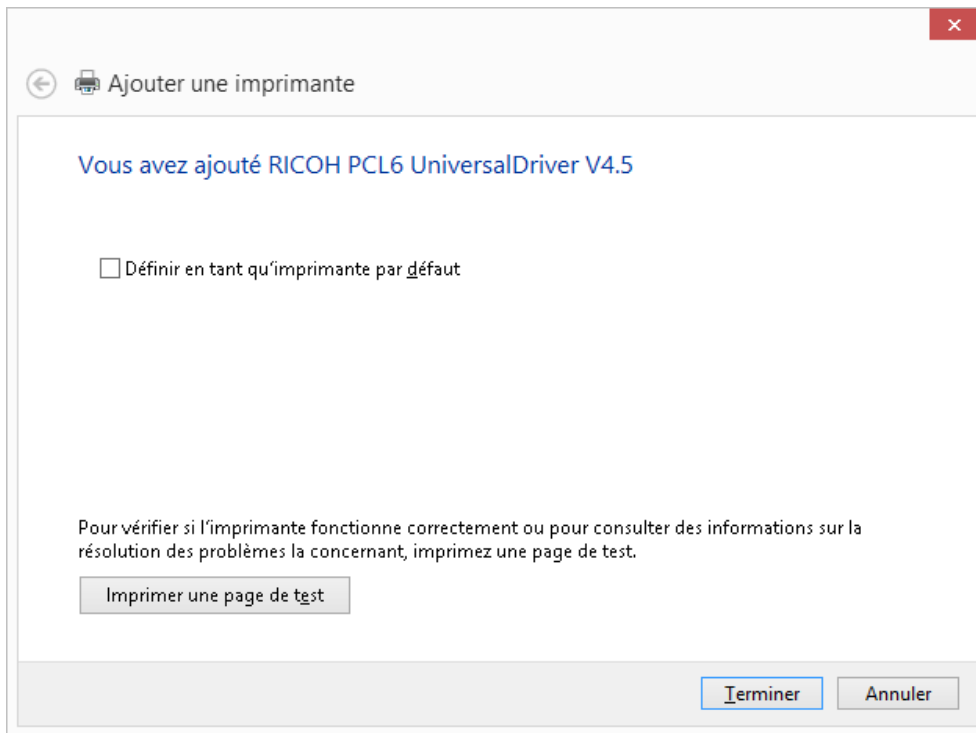 Ajouter une imprimante
Vous avez ajouté RICOH PCL6 UniversalDriver V4.5
Définir en tant qu'imprimante par défaut
Pour vérifier si l'imprimante fonctionne correctement ou pour consulter des informations sur la
résolution des problèmes la concernant, imprimez une page de test.
Imprimer une page de test
Terminer Annuler